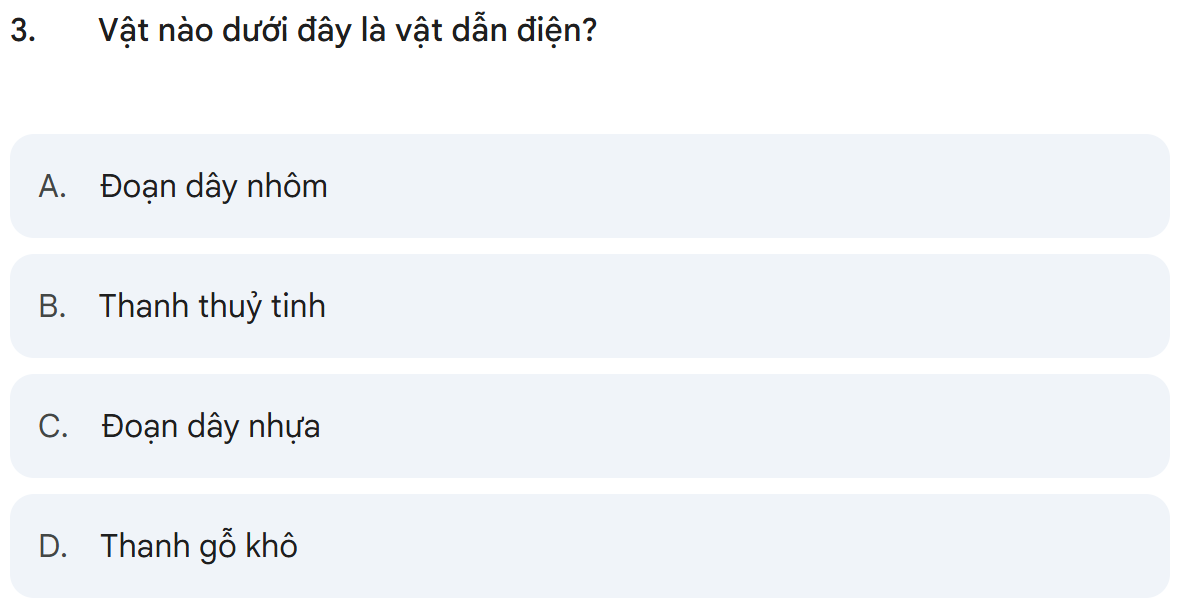 3. Vật nào dưới đây là vật dẫn điện?
A. Đoạn dây nhôm
B. Thanh thuỷ tinh
C. Đoạn dây nhựa
D. Thanh gỗ khô